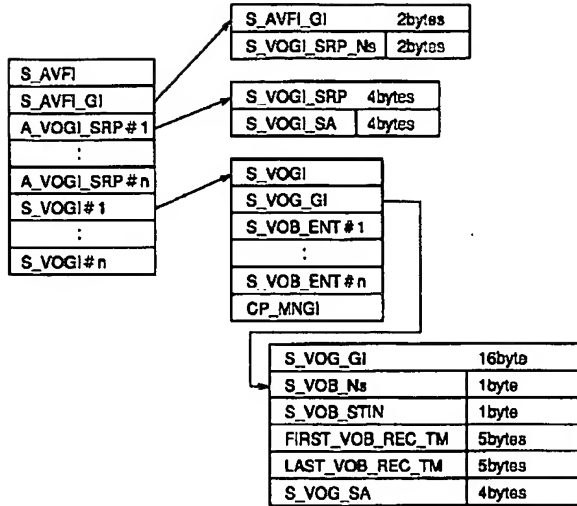 S_AVFI_GI 2bytes
S_VOGI_SRP_Ns 2bytes
S_AVFI
S_AVFI_GI
A_VOGI_SRP#1
:
A_VOGI_SRP#n
S_VOGI#1
:
S_VOGI#n
S_VOGI_SRP 4bytes
S_VOGI_SA 4bytes
S_VOGI
S_VOG_GI
S_VOB_ENT#1
:
S_VOB_ENT#n
CP_MNGI
S_VOG_GI 16byte
S_VOB_Ns 1byte
S_VOB_STIN 1byte
FIRST_VOB_REC_TM 5bytes
LAST_VOB_REC_TM 5bytes
S_VOG_SA 4bytes